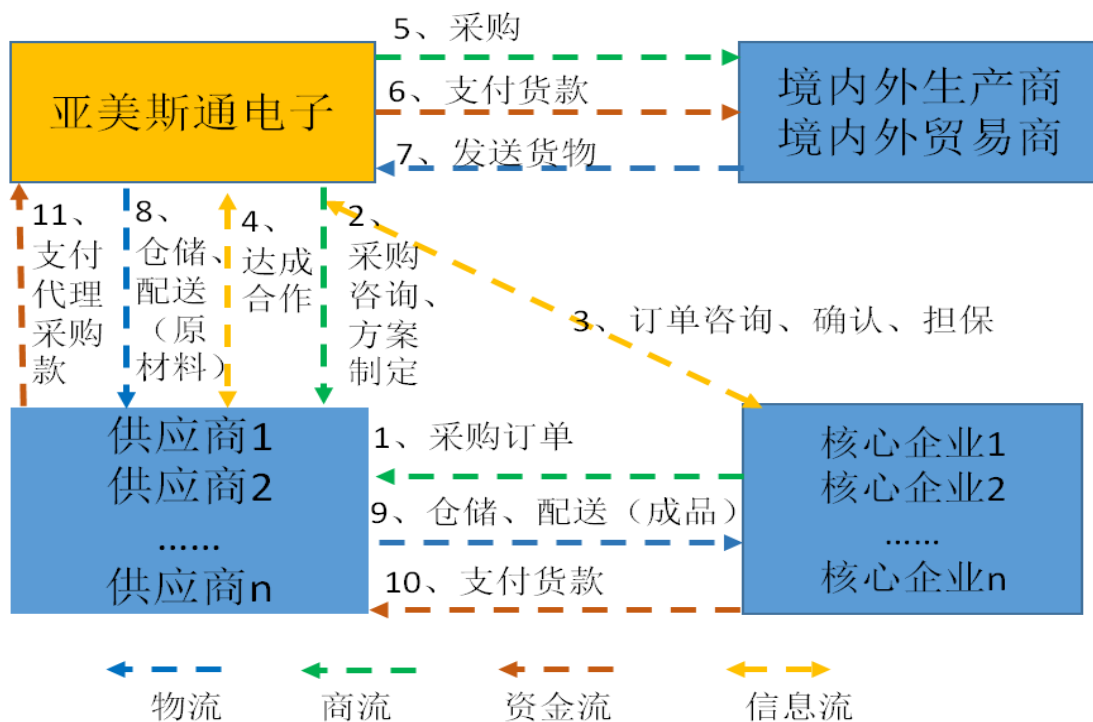 5、采购
亚美斯通电子
6、支付货款
境内外生产商
境内外贸易商
7、发送货物
11、
支付
代理
采购
款
8、
仓储、
配送
（原
材料）
4、
达成
合作
2、
采购
咨询、
方案
制定
3、订单咨询、确认、担保
供应商1
供应商2
......
供应商n
1、采购订单
9、仓储、配送（成品）
10、支付货款
核心企业1
核心企业2
......
核心企业n
物流
商流
资金流
信息流